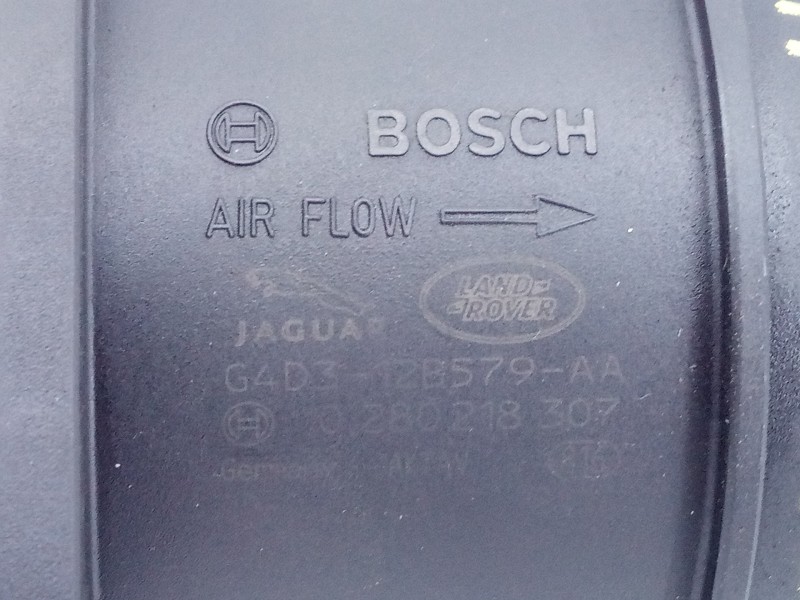 BOSCH
AIR FLOW
JAGUAR LAND-ROVER
G4D3-12B579-AA
0 280 218 307
Germany